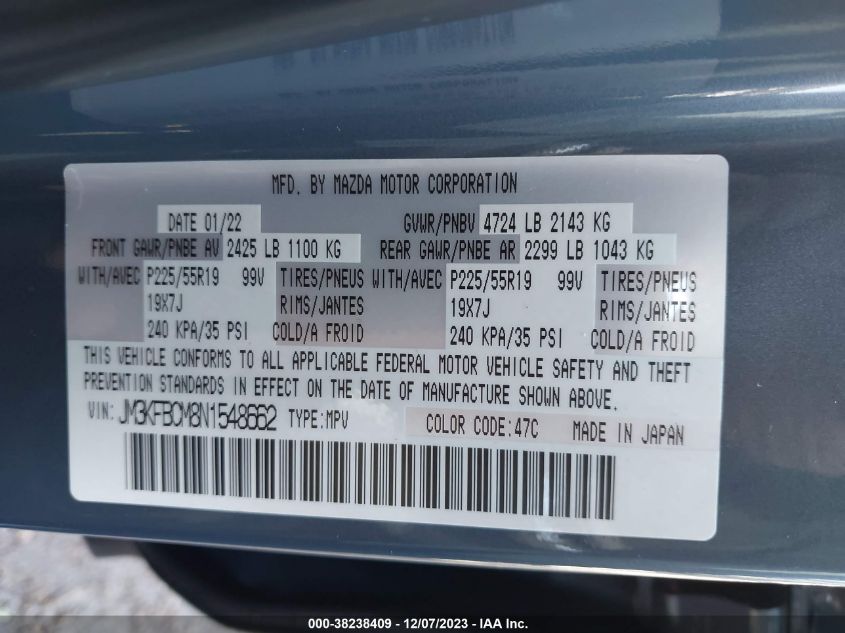 MFD. BY MAZDA MOTOR CORPORATION
DATE 01/22 GVWR/PNBV 4724 LB 2143 KG
FRONT GAWR/PNBE AV 2425 LB 1100 KG REAR GAWR/PNBE AR 2299 LB 1043 KG
WITH/AVEC P225/55R19 99V TIRES/PNEUS WITH/AVEC P225/55R19 99V TIRES/PNEUS
19X7J RIMS/JANTES 19X7J RIMS/JANTES
240 KPA/35 PSI COLD/A FROID 240 KPA/35 PSI COLD/A FROID
THIS VEHICLE CONFORMS TO ALL APPLICABLE FEDERAL MOTOR VEHICLE SAFETY AND THEFT
PREVENTION STANDARDS IN EFFECT ON THE DATE OF MANUFACTURE SHOWN ABOVE.
VIN: JM3KFBCM8N1548662 TYPE:MPV COLOR CODE:47C MADE IN JAPAN
000-38238409 - 12/07/2023 - IAA Inc.